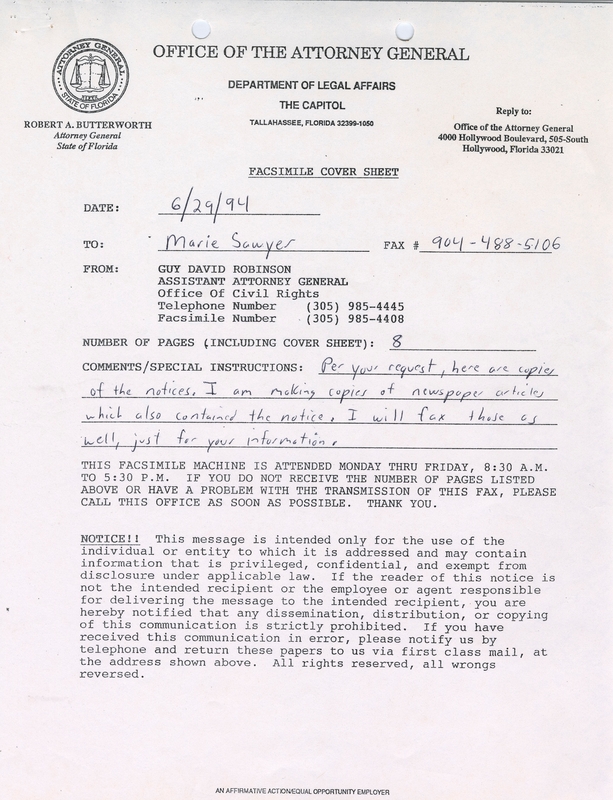 OFFICE OF THE ATTORNEY GENERAL
DEPARTMENT OF LEGAL AFFAIRS
THE CAPITOL
TALLAHASSEE, FLORIDA 32399-1050
ATTORNEY GENERAL
STATE OF FLORIDA
ROBERT A. BUTTERWORTH
Attorney General
State of Florida
Reply to:
Office of the Attorney General
4000 Hollywood Boulevard, 505-South
Hollywood, Florida 33021
FACSIMILE COVER SHEET
DATE: 6/29/94
TO: Marie Sawyer FAX # 904-488-5106
FROM: GUY DAVID ROBINSON
ASSISTANT ATTORNEY GENERAL
Office Of Civil Rights
Telephone Number (305) 985-4445
Facsimile Number (305) 985-4408
NUMBER OF PAGES (INCLUDING COVER SHEET): 8
COMMENTS/SPECIAL INSTRUCTIONS: Per your request, here are copies
of the notices. I am making copies of newspaper articles
which also contained the notice. I will fax those as
well, just for your information.
THIS FACSIMILE MACHINE IS ATTENDED MONDAY THRU FRIDAY, 8:30 A.M.
TO 5:30 P.M. IF YOU DO NOT RECEIVE THE NUMBER OF PAGES LISTED
ABOVE OR HAVE A PROBLEM WITH THE TRANSMISSION OF THIS FAX, PLEASE
CALL THIS OFFICE AS SOON AS POSSIBLE. THANK YOU.
NOTICE!! This message is intended only for the use of the
individual or entity to which it is addressed and may contain
information that is privileged, confidential, and exempt from
disclosure under applicable law. If the reader of this notice is
not the intended recipient or the employee or agent responsible
for delivering the message to the intended recipient, you are
hereby notified that any dissemination, distribution, or copying
of this communication is strictly prohibited. If you have
received this communication in error, please notify us by
telephone and return these papers to us via first class mail, at
the address shown above. All rights reserved, all wrongs
reversed.
AN AFFIRMATIVE ACTION/EQUAL OPPORTUNITY EMPLOYER